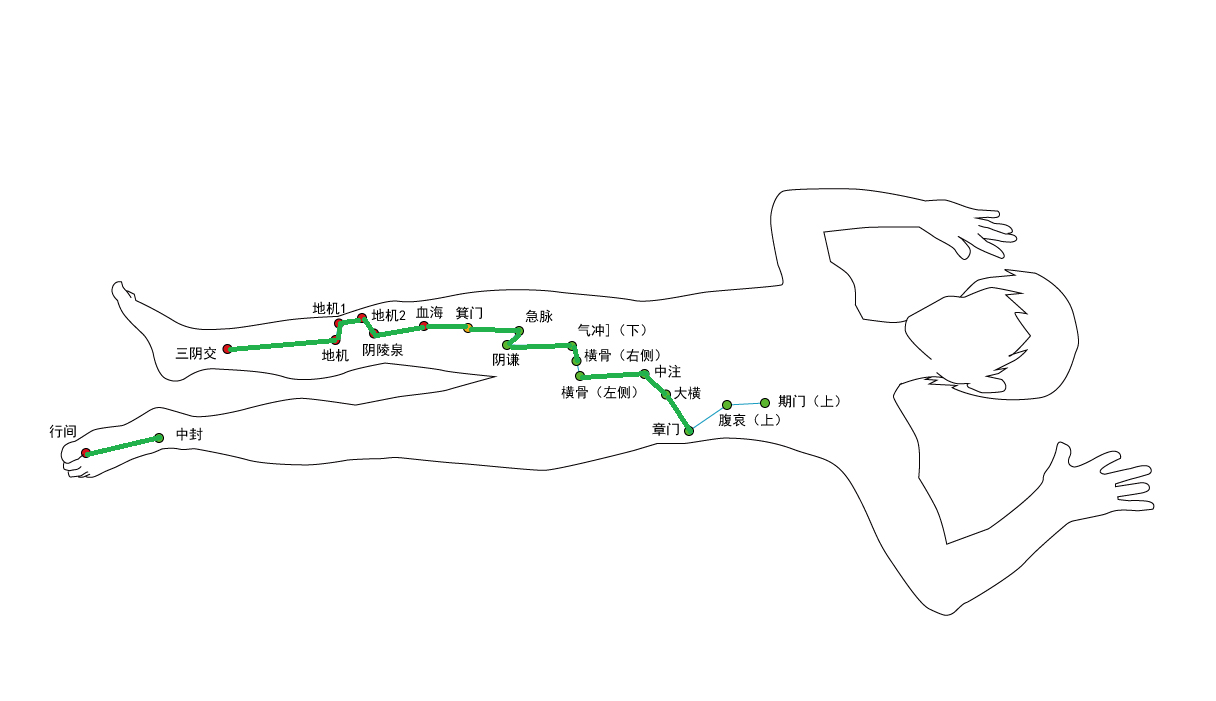 地机1
地机2
血海
箕门
急脉
三阴交
地机
阴陵泉
阴谦
气冲］（下）
横骨（右侧）
中注
横骨（左侧）
大横
期门（上）
腹哀（上）
章门
行间
中封